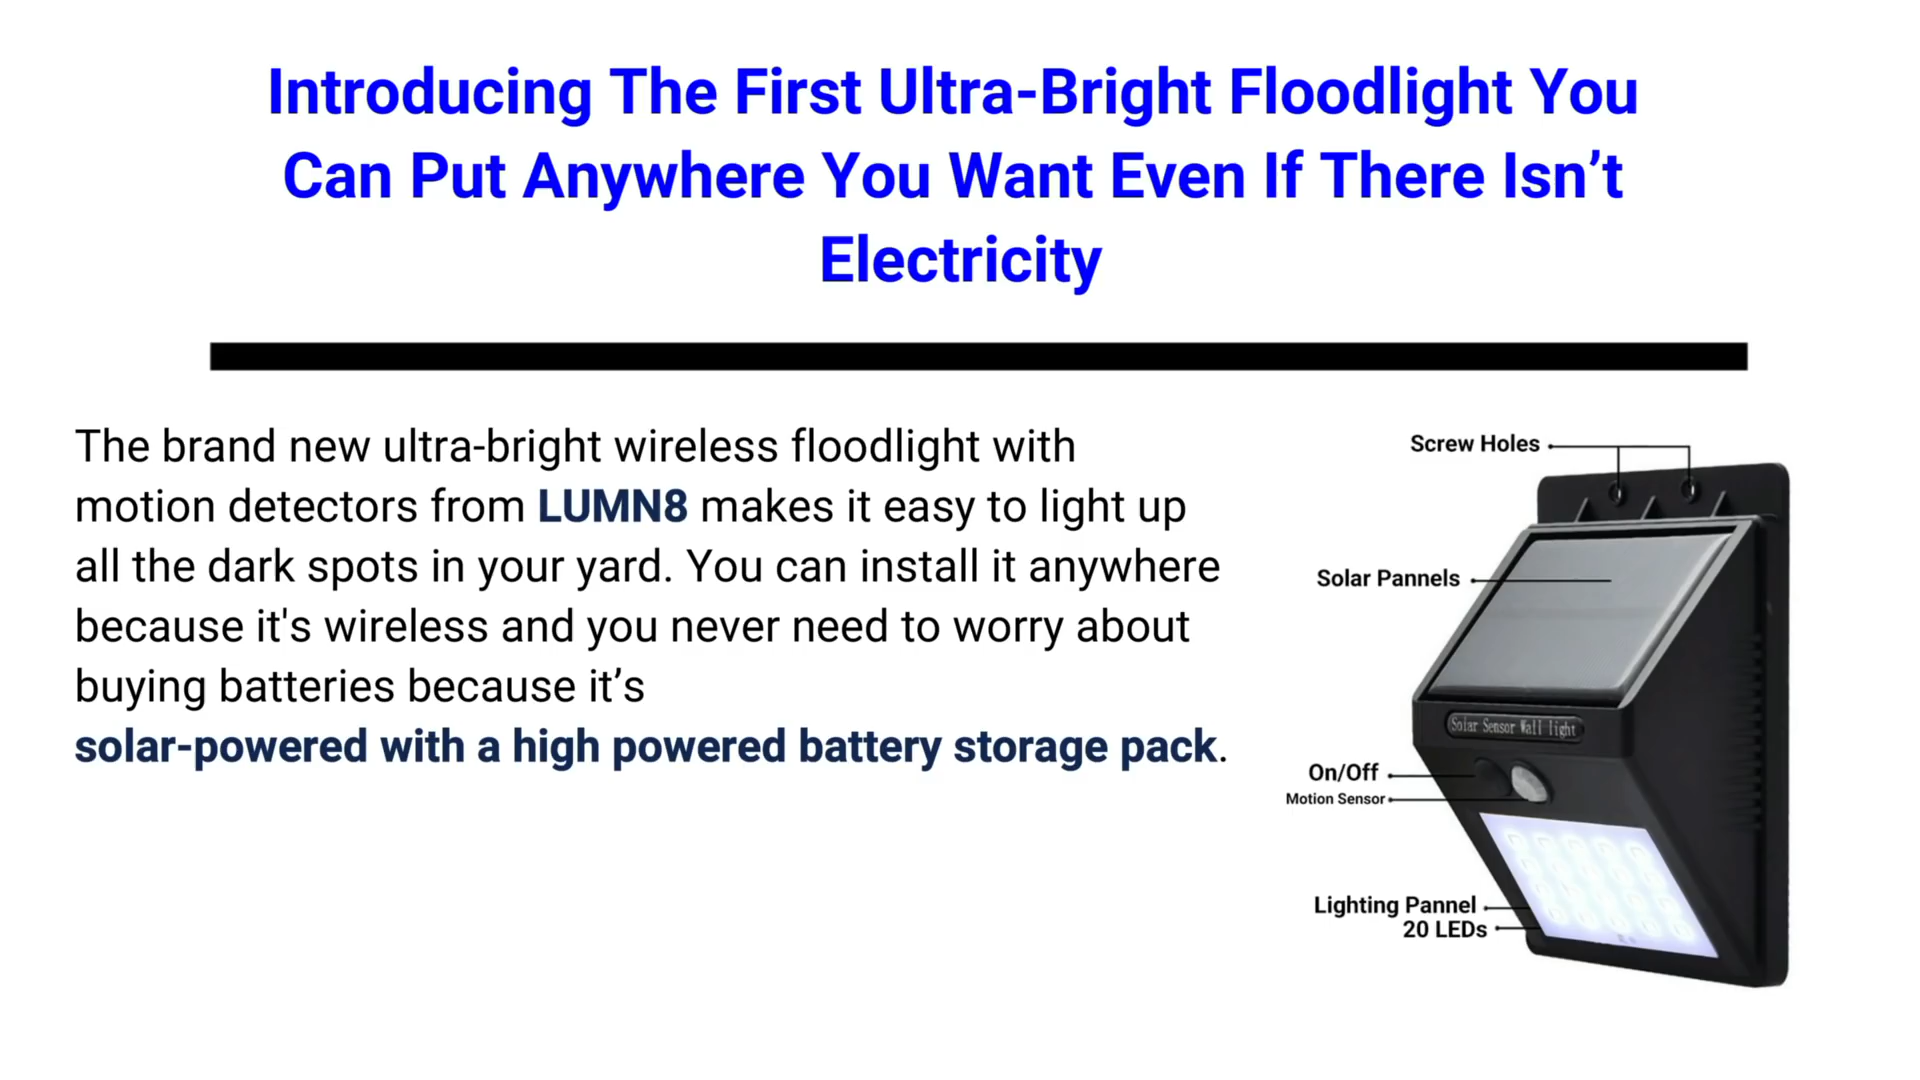 Introducing The First Ultra-Bright Floodlight You
Can Put Anywhere You Want Even If There Isn’t
Electricity
The brand new ultra-bright wireless floodlight with
motion detectors from LUMN8 makes it easy to light up
all the dark spots in your yard. You can install it anywhere
because it's wireless and you never need to worry about
buying batteries because it’s
solar-powered with a high powered battery storage pack.
Screw Holes
Solar Pannels
Solar Sensor Wall light
On/Off
Motion Sensor
Lighting Pannel
20 LEDs